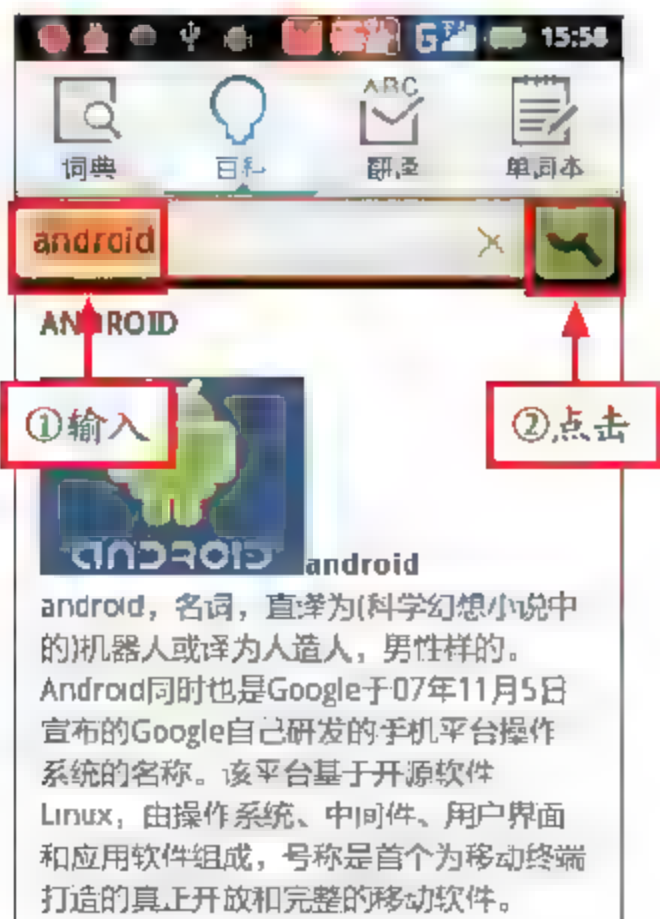 15:58
ABC
词典 百科 翻译 单词本
android
ANDROID
①输入 ②点击
ANDROID
android
android，名词，直译为(科学幻想小说中
的)机器人或译为人造人，男性样的。
Android同时也是Google于07年11月5日
宣布的Google自己研发的手机平台操作
系统的名称。该平台基于开源软件
Linux，由操作系统、中间件、用户界面
和应用软件组成，号称是首个为移动终端
打造的真正开放和完整的移动软件。